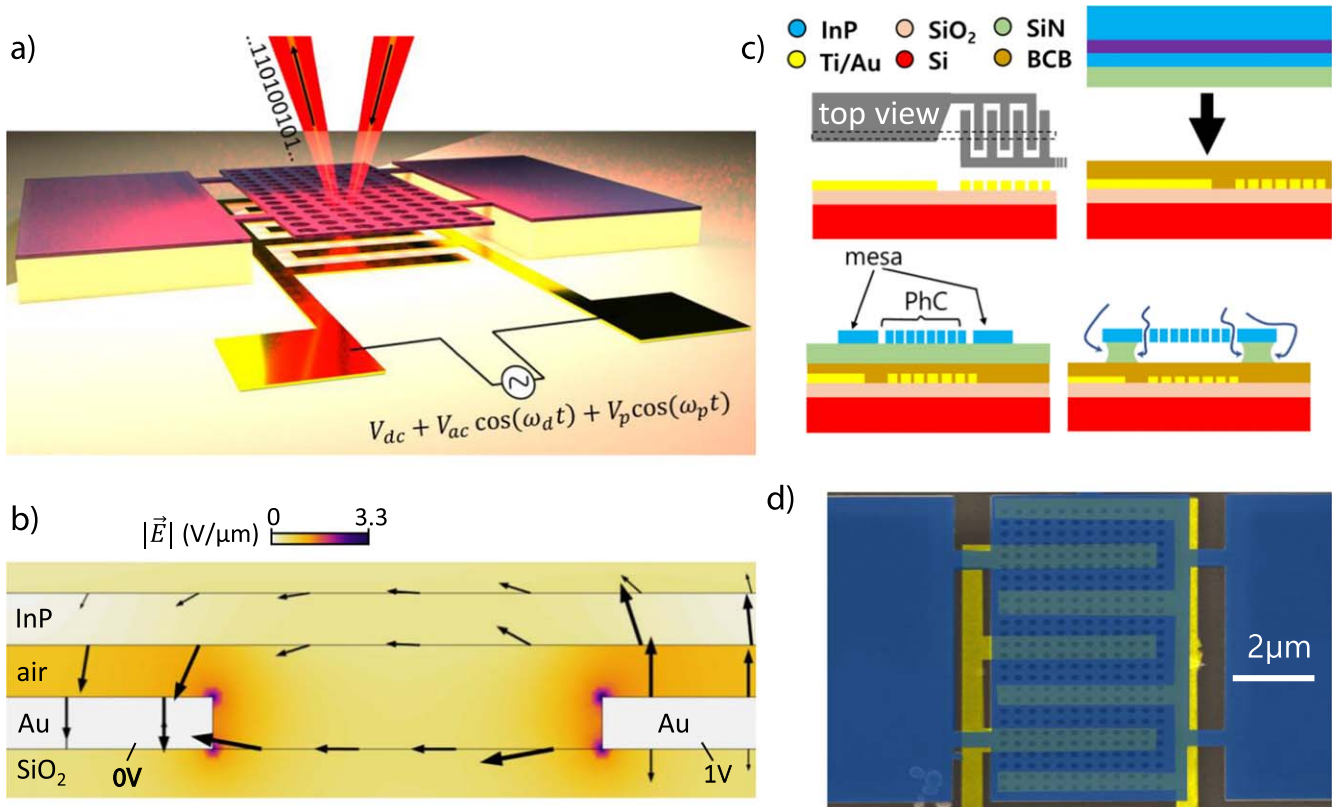 a)
..110100101..
V_dc + V_ac cos(ω_d t) + V_p cos(ω_p t)
b)
|E⃗| (V/μm)
0
3.3
InP
air
Au
Au
SiO₂
0V
1V
c)
InP
SiO₂
SiN
Ti/Au
Si
BCB
top view
mesa
PhC
d)
2μm